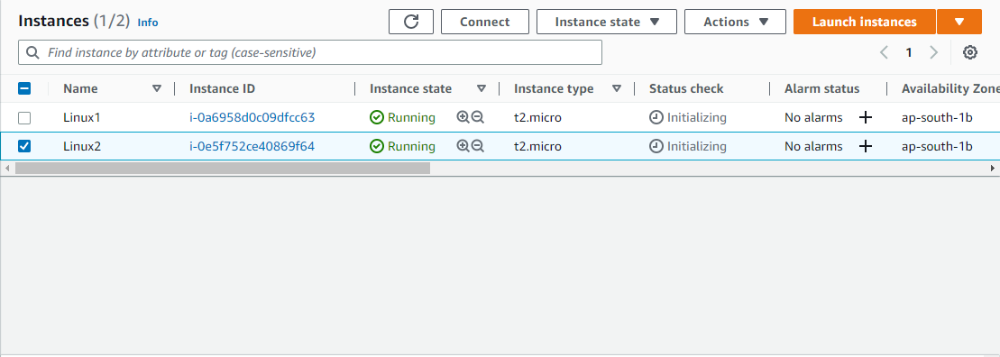 Instances (1/2) Info Connect Instance state Actions Launch instances
Find instance by attribute or tag (case-sensitive) 1
Name Instance ID Instance state Instance type Status check Alarm status Availability Zone
Linux1 i-0a6958d0c09dfcc63 Running t2.micro Initializing No alarms ap-south-1b
Linux2 i-0e5f752ce40869f64 Running t2.micro Initializing No alarms ap-south-1b